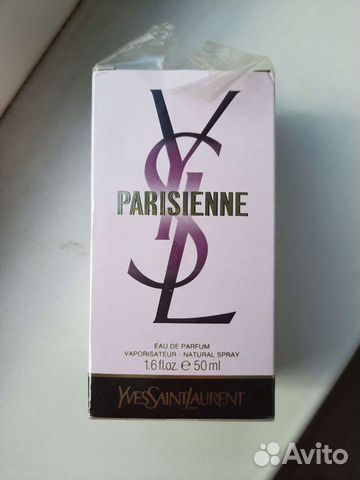 YSL
PARISIENNE
EAU DE PARFUM
VAPORISATEUR - NATURAL SPRAY
1.6 fl.oz. ℮ 50 ml
YVESSAINTLAURENT
Avito